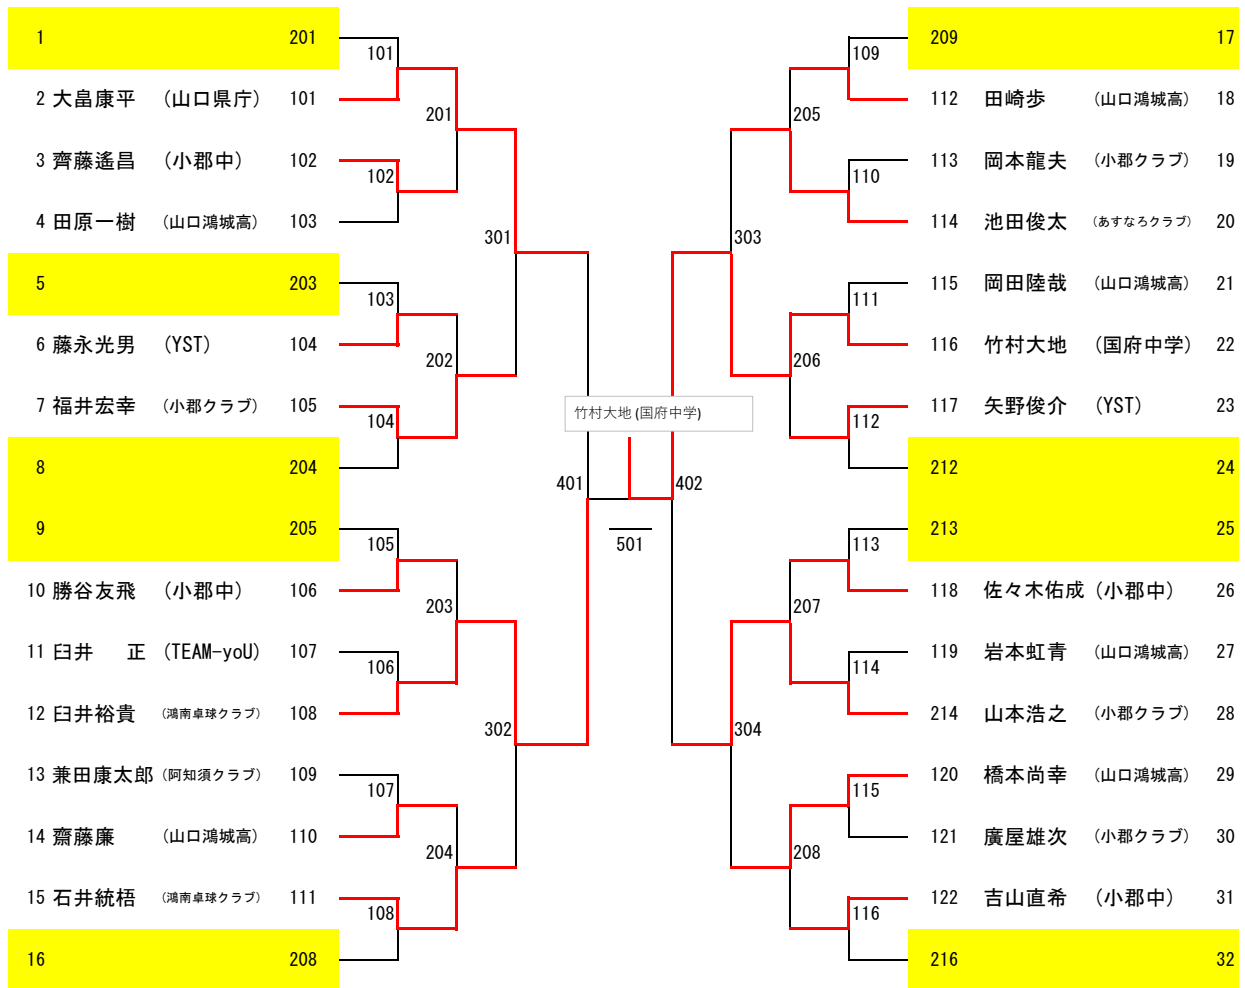 1 201
2 大畠康平 (山口県庁) 101
3 齊藤遙昌 (小郡中) 102
4 田原一樹 (山口鴻城高) 103
5 203
6 藤永光男 (YST) 104
7 福井宏幸 (小郡クラブ) 105
8 204
9 205
10 勝谷友飛 (小郡中) 106
11 臼井 正 (TEAM-yoU) 107
12 臼井裕貴 (鴻南卓球クラブ) 108
13 兼田康太郎 (阿知須クラブ) 109
14 齋藤廉 (山口鴻城高) 110
15 石井統梧 (鴻南卓球クラブ) 111
16 208
101
102
103
104
105
106
107
108
201
202
203
204
301
302
401
竹村大地 (国府中学)
501
402
303
304
205
206
207
208
109
110
111
112
113
114
115
116
209 17
112 田崎歩 (山口鴻城高) 18
113 岡本龍夫 (小郡クラブ) 19
114 池田俊太 (あすなろクラブ) 20
115 岡田陸哉 (山口鴻城高) 21
116 竹村大地 (国府中学) 22
117 矢野俊介 (YST) 23
212 24
213 25
118 佐々木佑成 (小郡中) 26
119 岩本虹青 (山口鴻城高) 27
214 山本浩之 (小郡クラブ) 28
120 橋本尚幸 (山口鴻城高) 29
121 廣屋雄次 (小郡クラブ) 30
122 吉山直希 (小郡中) 31
216 32